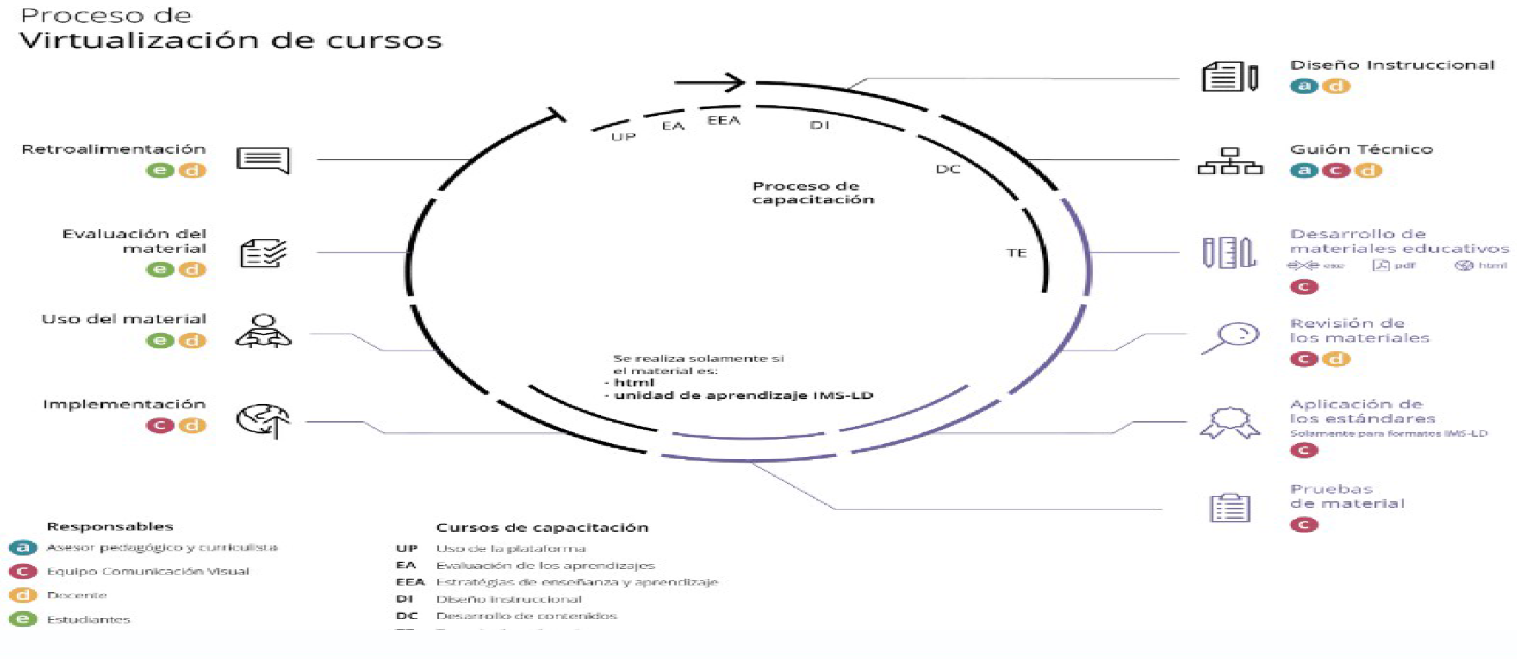 Proceso de
Virtualización de cursos
Diseño Instruccional
a d
Guión Técnico
a c d
Desarrollo de
materiales educativos
exe pdf html
c
Revisión de
los materiales
c d
Aplicación de
los estándares
Solamente para formatos IMS-LD
c
Pruebas
de material
c
Implementación
c d
Uso del material
e d
Evaluación del
material
e d
Retroalimentación
e d
UP
EA
EEA
DI
DC
TE
Proceso de
capacitación
Se realiza solamente si
el material es:
- html
- unidad de aprendizaje IMS-LD
Responsables
a Asesor pedagógico y curriculista
c Equipo Comunicación Visual
d Docente
e Estudiantes
Cursos de capacitación
UP Uso de la plataforma
EA Evaluación de los aprendizajes
EEA Estratégias de enseñanza y aprendizaje
DI Diseño Instruccional
DC Desarrollo de contenidos